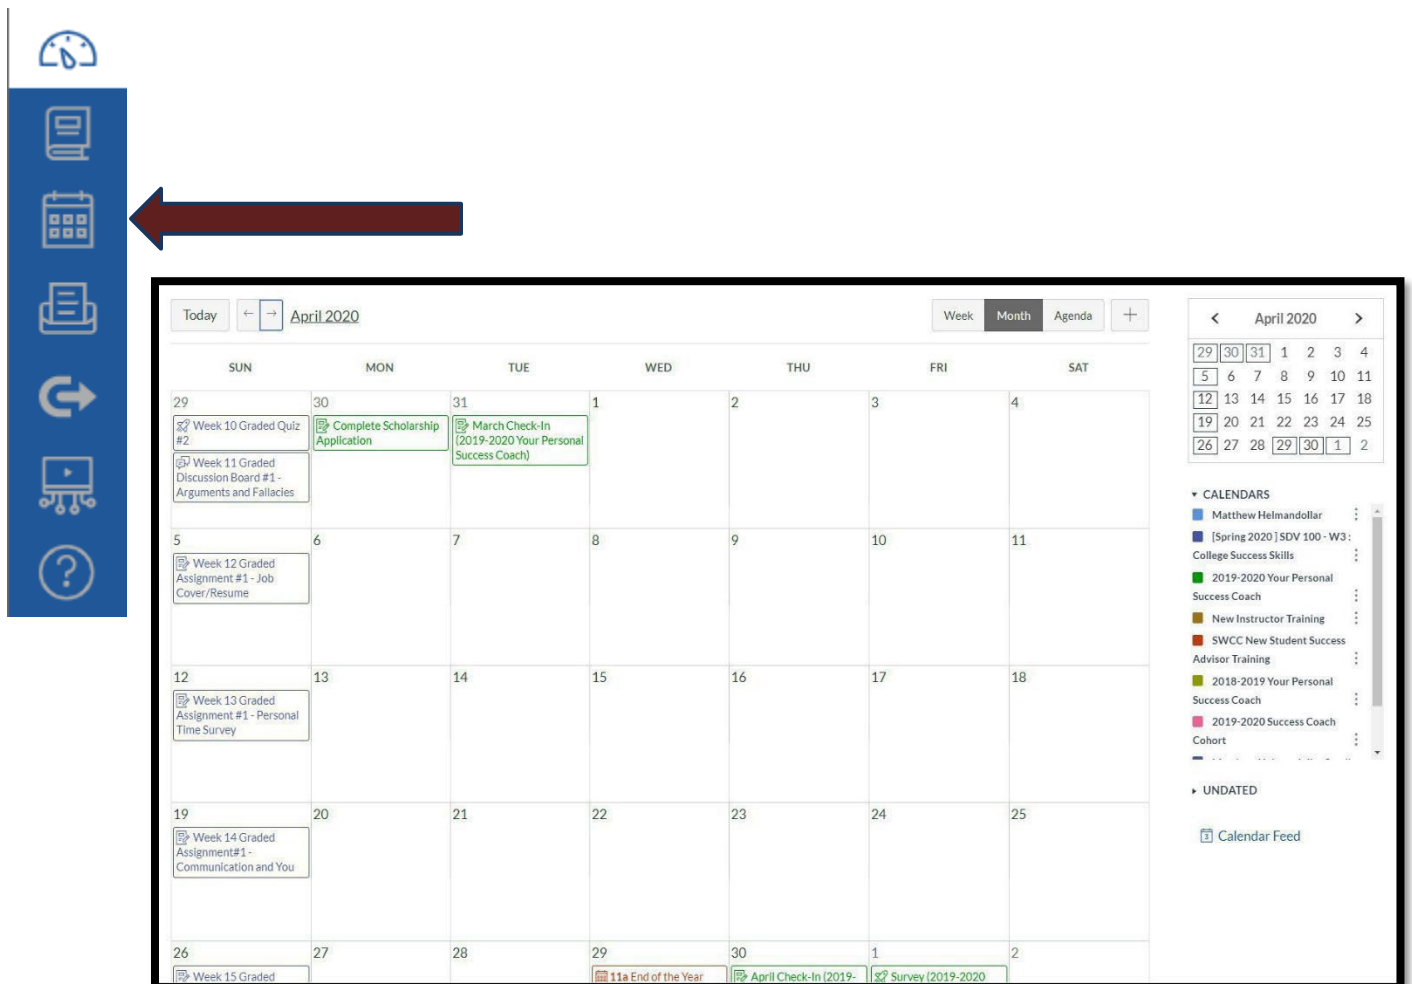 Today ← → April 2020
Week Month Agenda +
SUN MON TUE WED THU FRI SAT
29 30 31 1 2 3 4
Week 10 Graded Quiz
#2
Week 11 Graded
Discussion Board #1 -
Arguments and Fallacies
Complete Scholarship
Application
March Check-In
(2019-2020 Your Personal
Success Coach)
5 6 7 8 9 10 11
Week 12 Graded
Assignment #1 - Job
Cover/Resume
12 13 14 15 16 17 18
Week 13 Graded
Assignment #1 - Personal
Time Survey
19 20 21 22 23 24 25
Week 14 Graded
Assignment#1 -
Communication and You
26 27 28 29 30 1 2
Week 15 Graded
11a End of the Year
April Check-In (2019-
Survey (2019-2020
< April 2020 >
29 30 31 1 2 3 4
5 6 7 8 9 10 11
12 13 14 15 16 17 18
19 20 21 22 23 24 25
26 27 28 29 30 1 2
CALENDARS
Matthew Helmandollar
[Spring 2020 ] SDV 100 - W3 :
College Success Skills
2019-2020 Your Personal
Success Coach
New Instructor Training
SWCC New Student Success
Advisor Training
2018-2019 Your Personal
Success Coach
2019-2020 Success Coach
Cohort
UNDATED
Calendar Feed